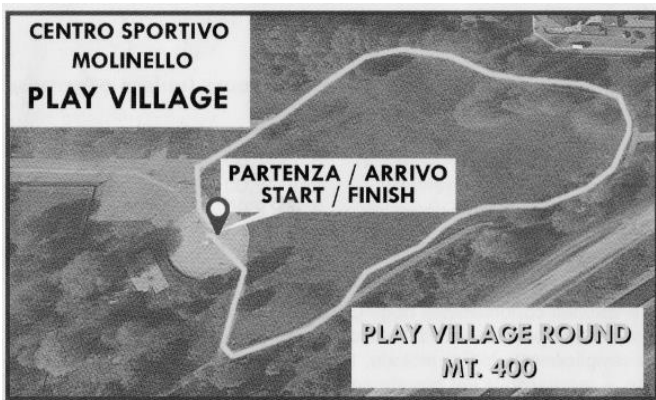 CENTRO SPORTIVO
MOLINELLO
PLAY VILLAGE
PARTENZA / ARRIVO
START / FINISH
PLAY VILLAGE ROUND
MT. 400